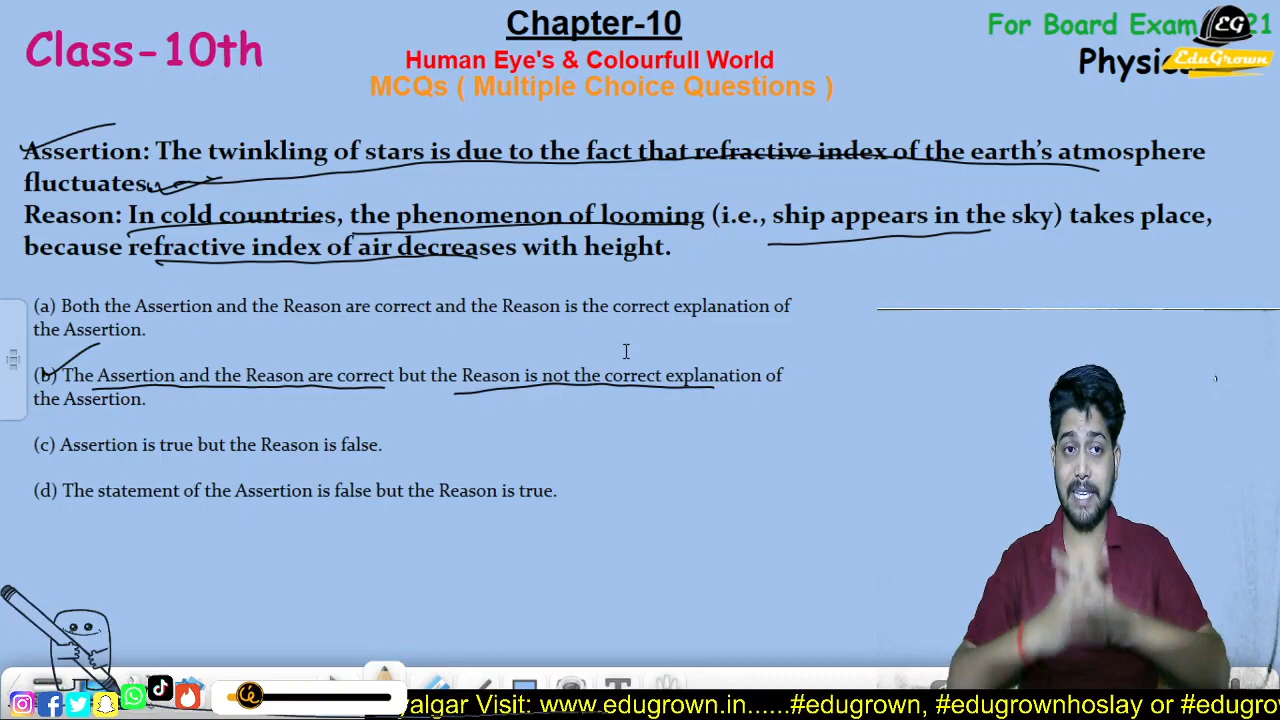 Class-10th
Chapter-10
Human Eye's & Colourfull World
MCQs ( Multiple Choice Questions )
For Board Exam 21
EG
Physics
EduGrown
Assertion: The twinkling of stars is due to the fact that refractive index of the earth's atmosphere
fluctuates.
Reason: In cold countries, the phenomenon of looming (i.e., ship appears in the sky) takes place,
because refractive index of air decreases with height.
(a) Both the Assertion and the Reason are correct and the Reason is the correct explanation of
the Assertion.
(b) The Assertion and the Reason are correct but the Reason is not the correct explanation of
the Assertion.
(c) Assertion is true but the Reason is false.
(d) The statement of the Assertion is false but the Reason is true.
yalgar Visit: www.edugrown.in......#edugrown, #edugrownhoslay or #edugro